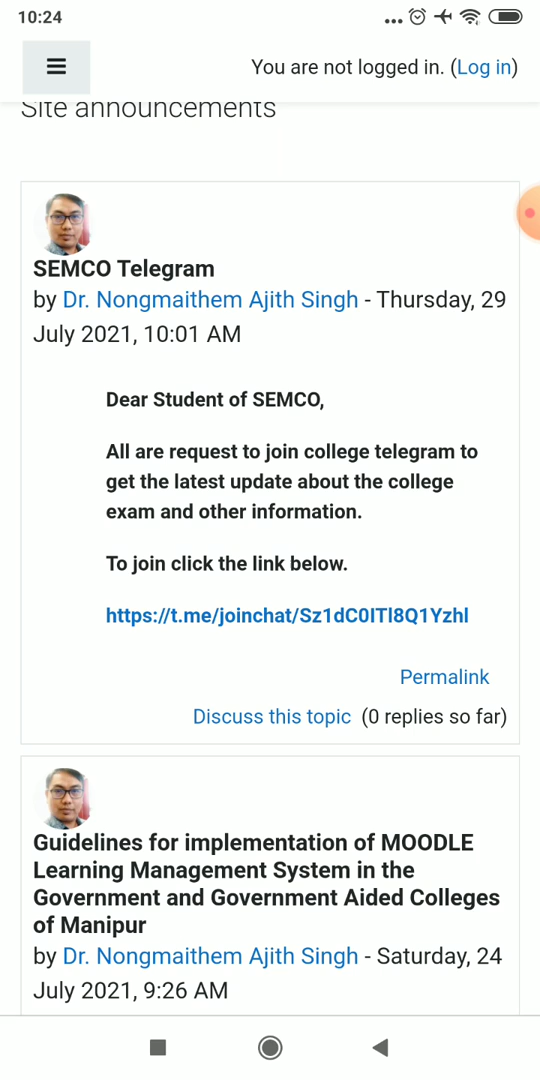 10:24
You are not logged in. (Log in)
Site announcements
SEMCO Telegram
by Dr. Nongmaithem Ajith Singh - Thursday, 29
July 2021, 10:01 AM
Dear Student of SEMCO,
All are request to join college telegram to
get the latest update about the college
exam and other information.
To join click the link below.
https://t.me/joinchat/Sz1dC0ITl8Q1Yzhl
Permalink
Discuss this topic (0 replies so far)
Guidelines for implementation of MOODLE
Learning Management System in the
Government and Government Aided Colleges
of Manipur
by Dr. Nongmaithem Ajith Singh - Saturday, 24
July 2021, 9:26 AM